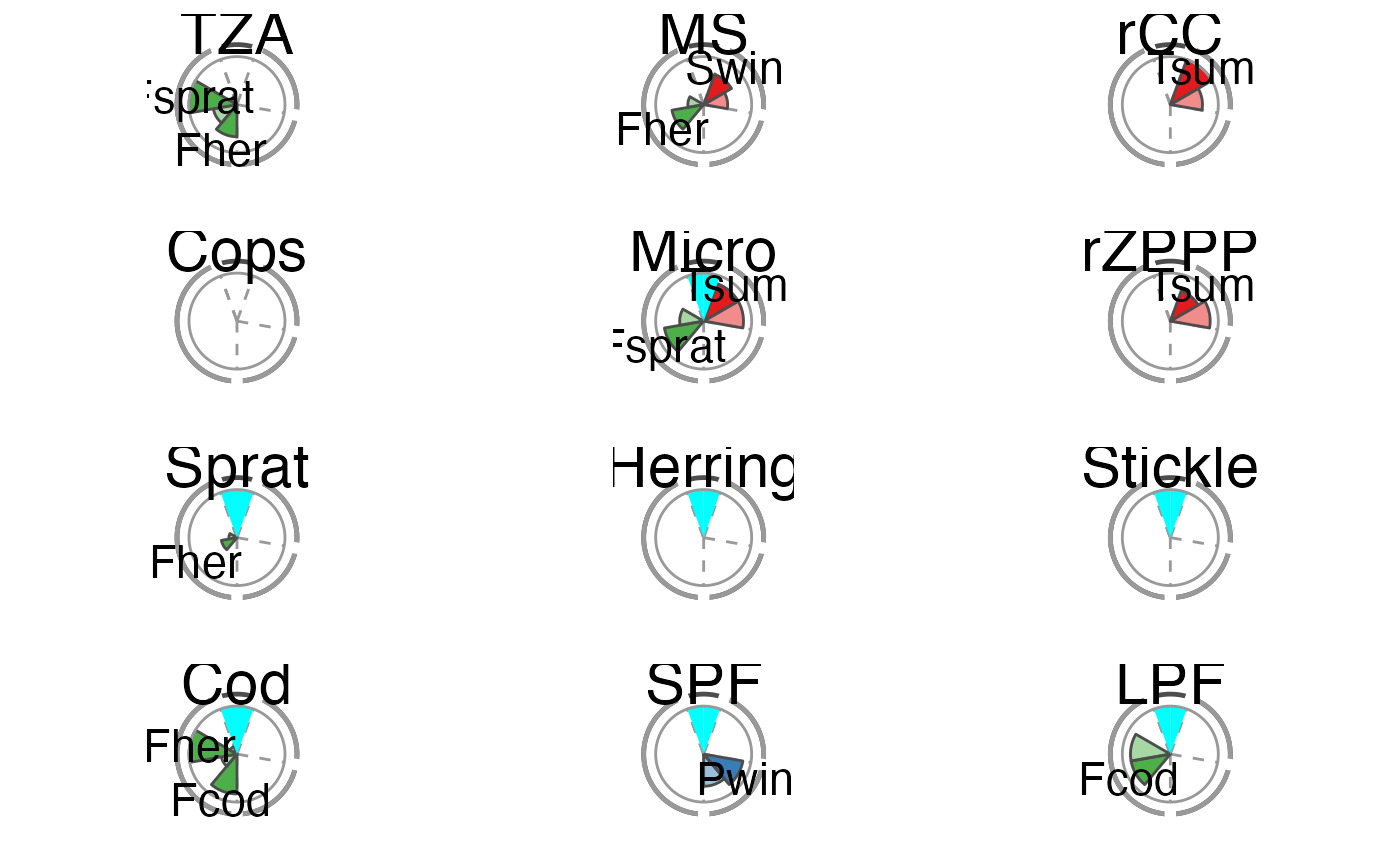 TZA
MS
rCC
Fsprat
Fher
Swin
Fher
Tsum
Cops
Micro
rZPPP
Tsum
Fsprat
Tsum
Sprat
Herring
Stickle
Fher
Cod
SPF
LPF
Fher
Fcod
Pwin
Fcod